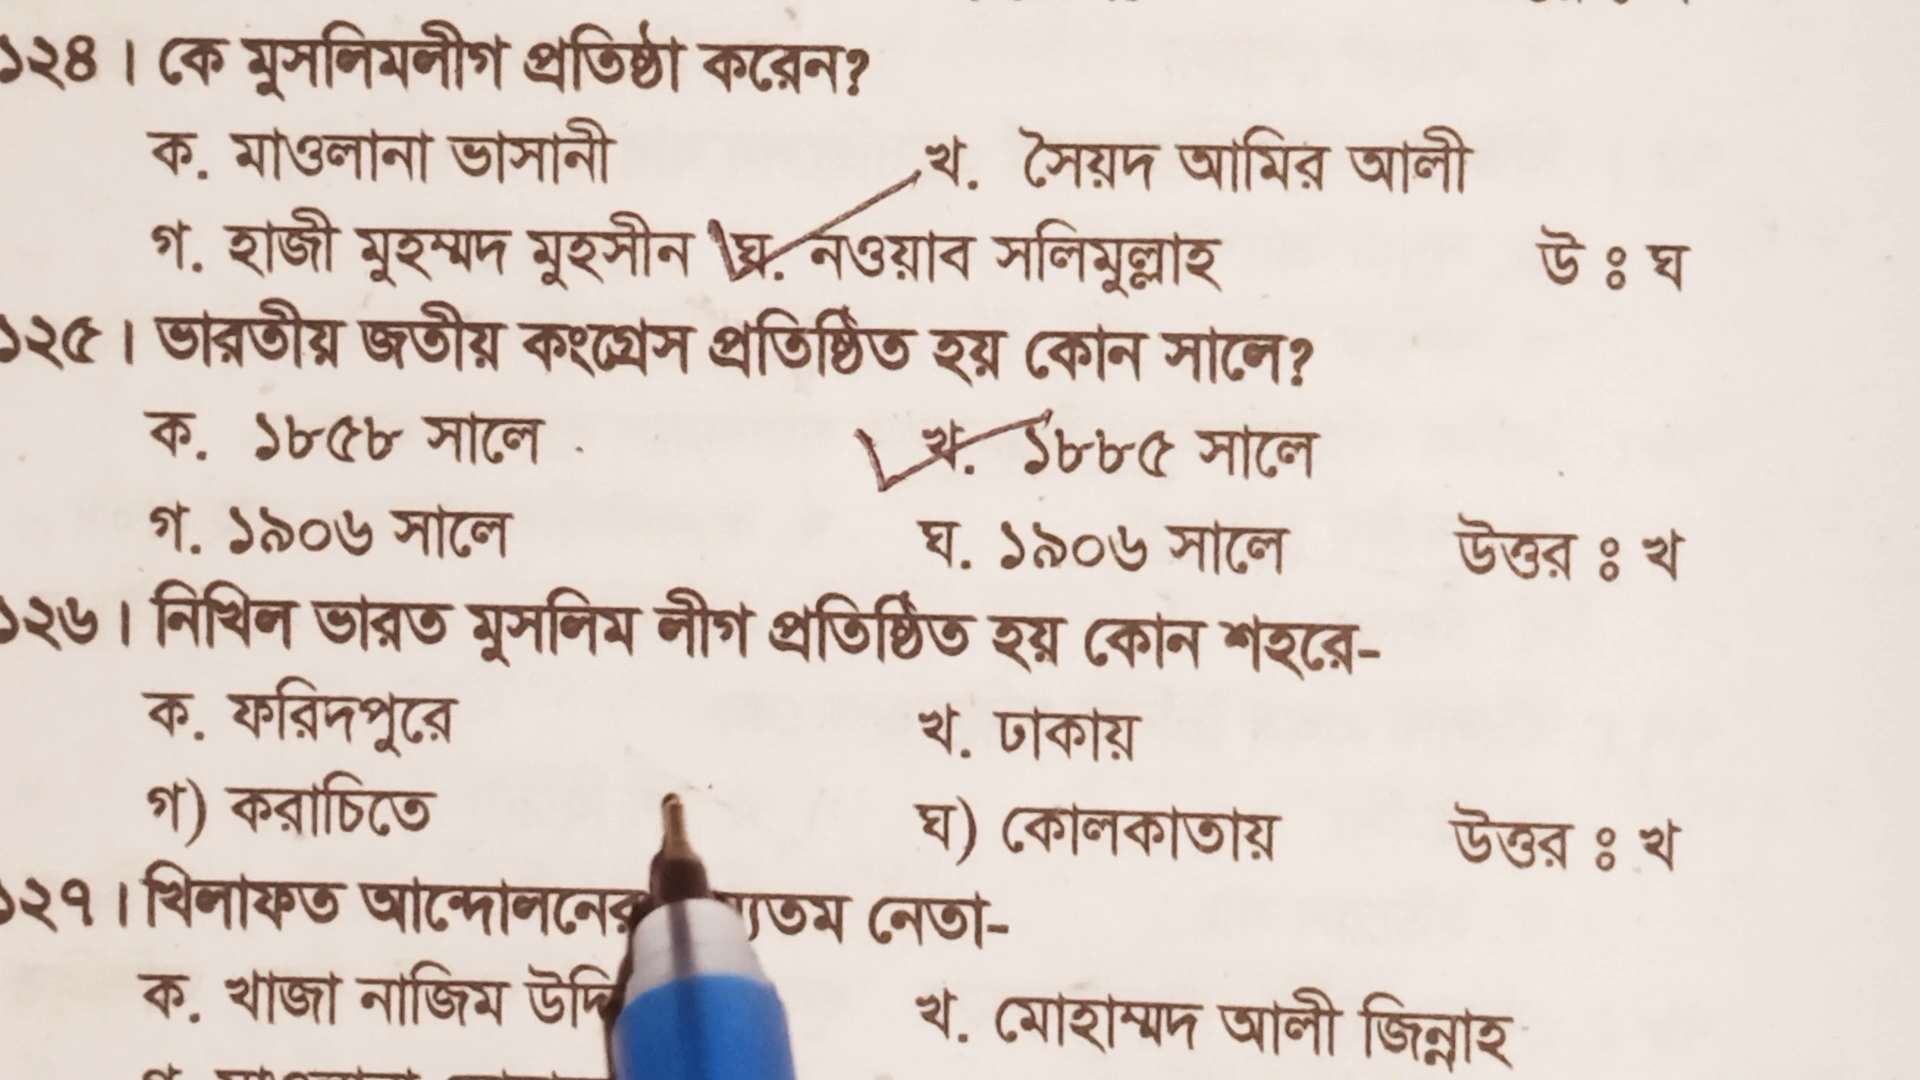 ১২৪। কে মুসলিমলীগ প্রতিষ্ঠা করেন?
ক. মাওলানা ভাসানী খ. সৈয়দ আমির আলী
গ. হাজী মুহম্মদ মুহসীন ঘ. নওয়াব সলিমুল্লাহ উ : ঘ
১২৫। ভারতীয় জতীয় কংগ্রেস প্রতিষ্ঠিত হয় কোন সালে?
ক. ১৮৫৮ সালে খ. ১৮৮৫ সালে
গ. ১৯০৬ সালে ঘ. ১৯০৬ সালে উত্তর : খ
১২৬। নিখিল ভারত মুসলিম লীগ প্রতিষ্ঠিত হয় কোন শহরে-
ক. ফরিদপুরে খ. ঢাকায়
গ) করাচিতে ঘ) কোলকাতায় উত্তর : খ
১২৭। খিলাফত আন্দোলনের নেতা-
ক. খাজা নাজিম খ. মোহাম্মদ আলী জিন্নাহ